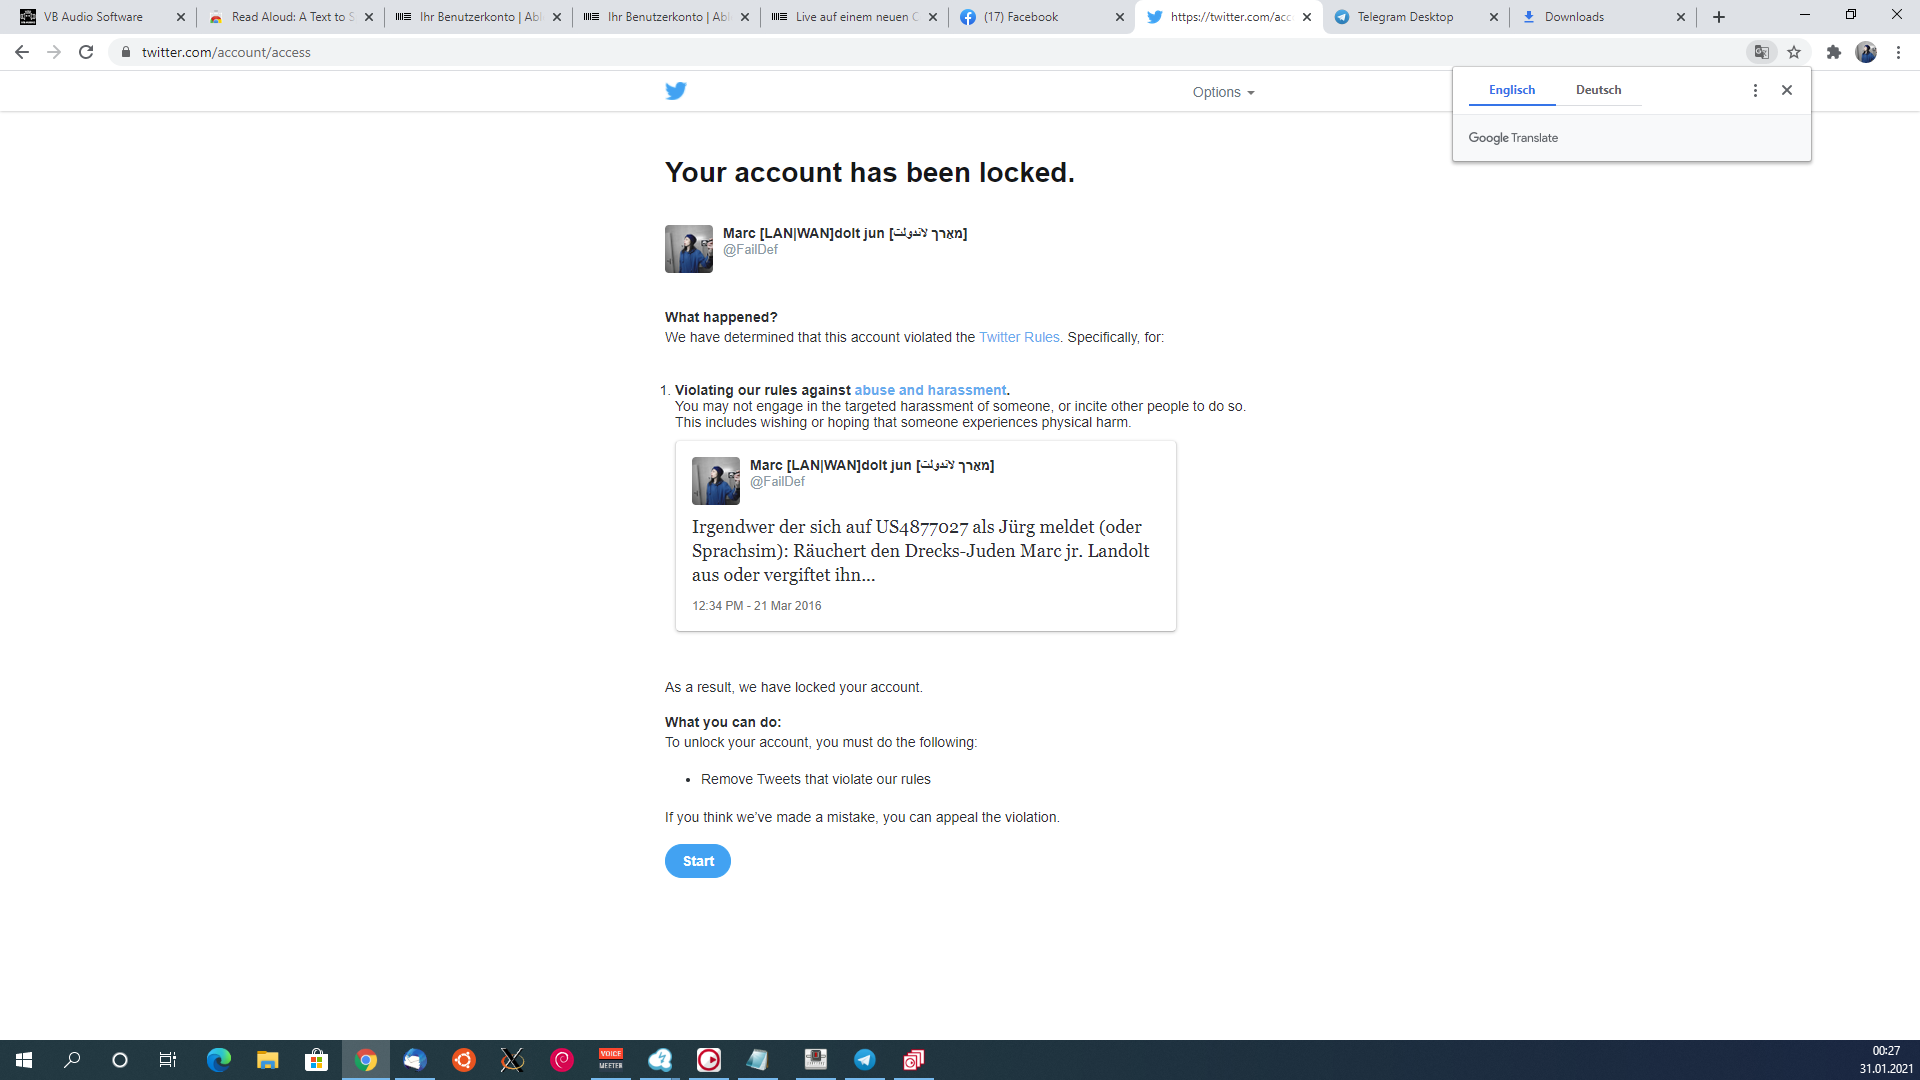 VB Audio Software
Read Aloud: A Text to S
Ihr Benutzerkonto | Abl
Ihr Benutzerkonto | Abl
Live auf einem neuen C
(17) Facebook
https://twitter.com/acc
Telegram Desktop
Downloads
twitter.com/account/access
Options
Englisch
Deutsch
Google Translate
Your account has been locked.
Marc [LAN|WAN]dolt jun [מאַרך لاندولت]
@FailDef
What happened?
We have determined that this account violated the Twitter Rules. Specifically, for:
1. Violating our rules against abuse and harassment.
You may not engage in the targeted harassment of someone, or incite other people to do so.
This includes wishing or hoping that someone experiences physical harm.
Marc [LAN|WAN]dolt jun [מאַרך لاندولت]
@FailDef
Irgendwer der sich auf US4877027 als Jürg meldet (oder
Sprachsim): Räuchert den Drecks-Juden Marc jr. Landolt
aus oder vergiftet ihn...
12:34 PM - 21 Mar 2016
As a result, we have locked your account.
What you can do:
To unlock your account, you must do the following:
• Remove Tweets that violate our rules
If you think we've made a mistake, you can appeal the violation.
Start
VOICE
MEETER
00:27
31.01.2021